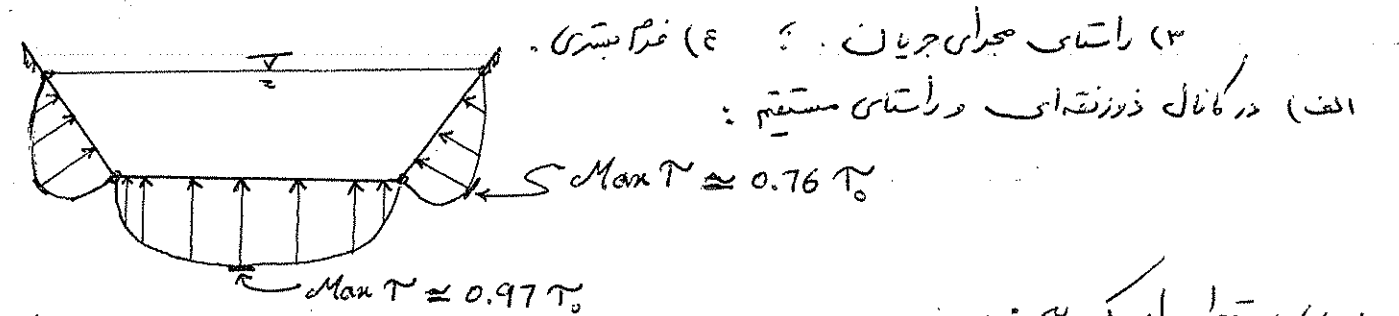 ۳) راستای مجرای جریان . ؛ ٤) فرم بستری .
الف) در کانال ذوزنقه‌ای و راستای مستقیم :
Max τ ≃ 0.76 τ₀
Max τ ≃ 0.97 τ₀